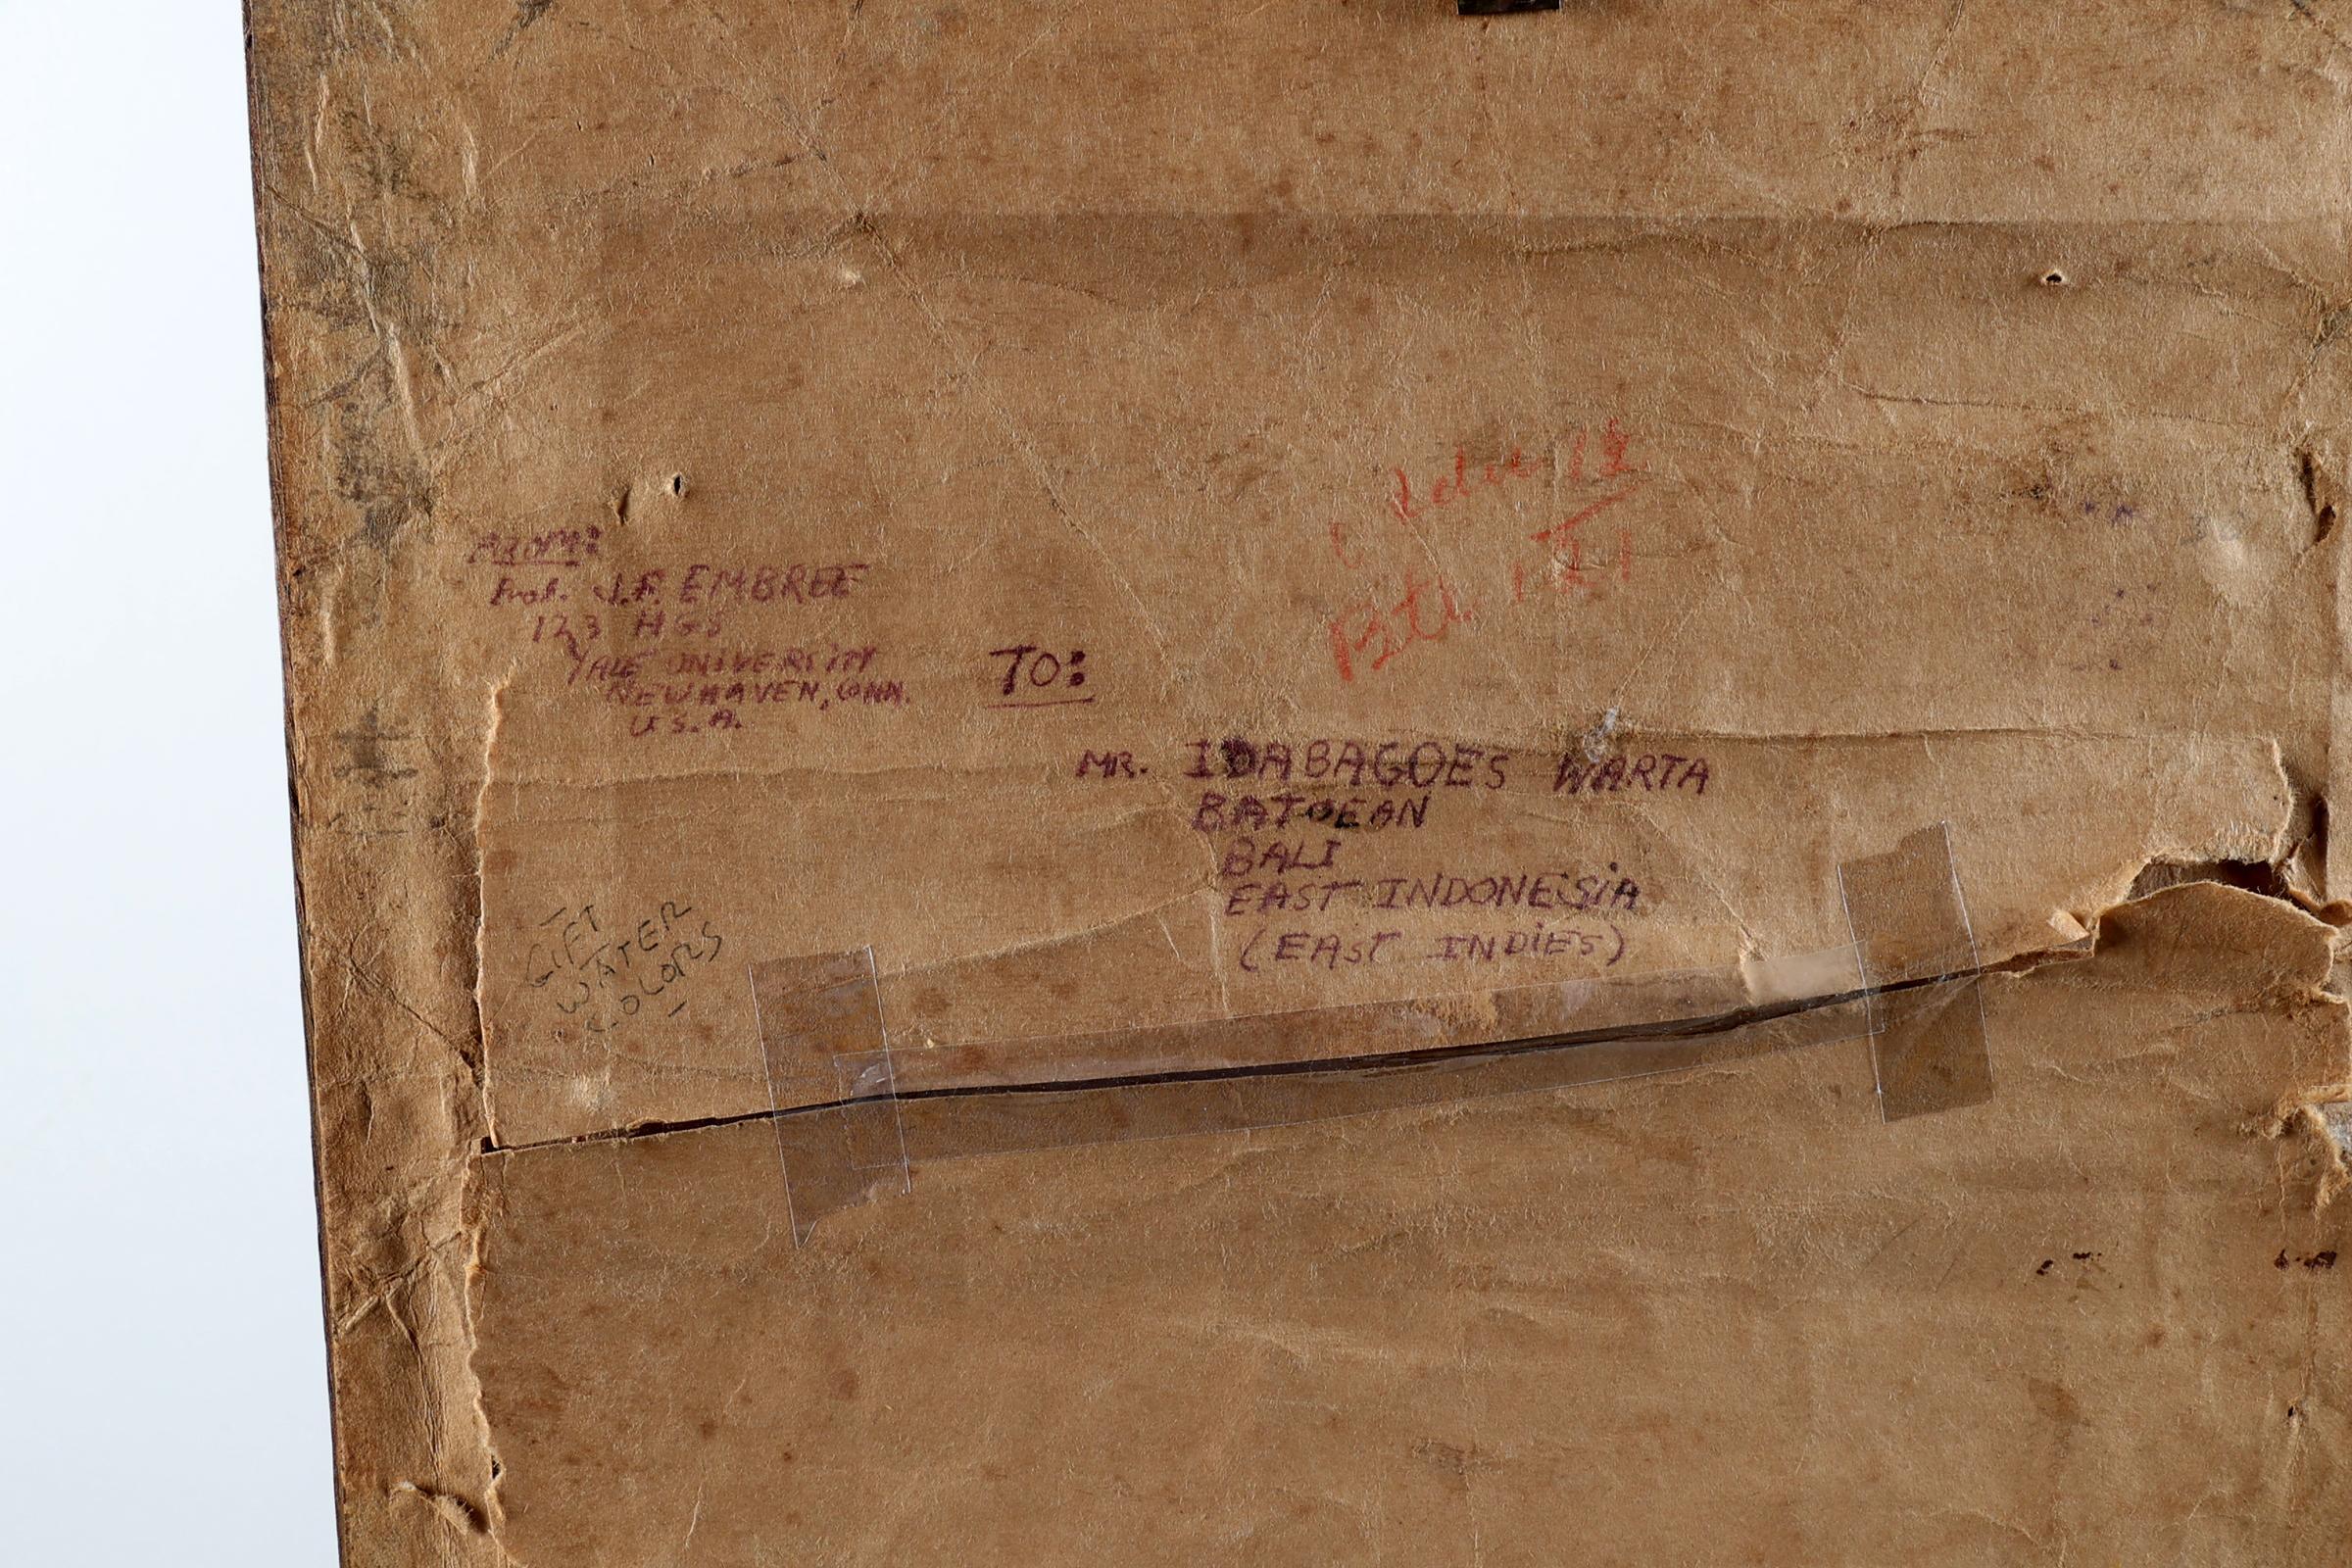 FROM:
Prof. J.F. EMBREE
123 HGS
YALE UNIVERSITY
NEW HAVEN, CONN.
U.S.A.
TO:
MR. IDABAGOES WARTA
BATOEAN
BALI
EAST INDONESIA
(EAST INDIES)
GIFT
WATER
COLORS